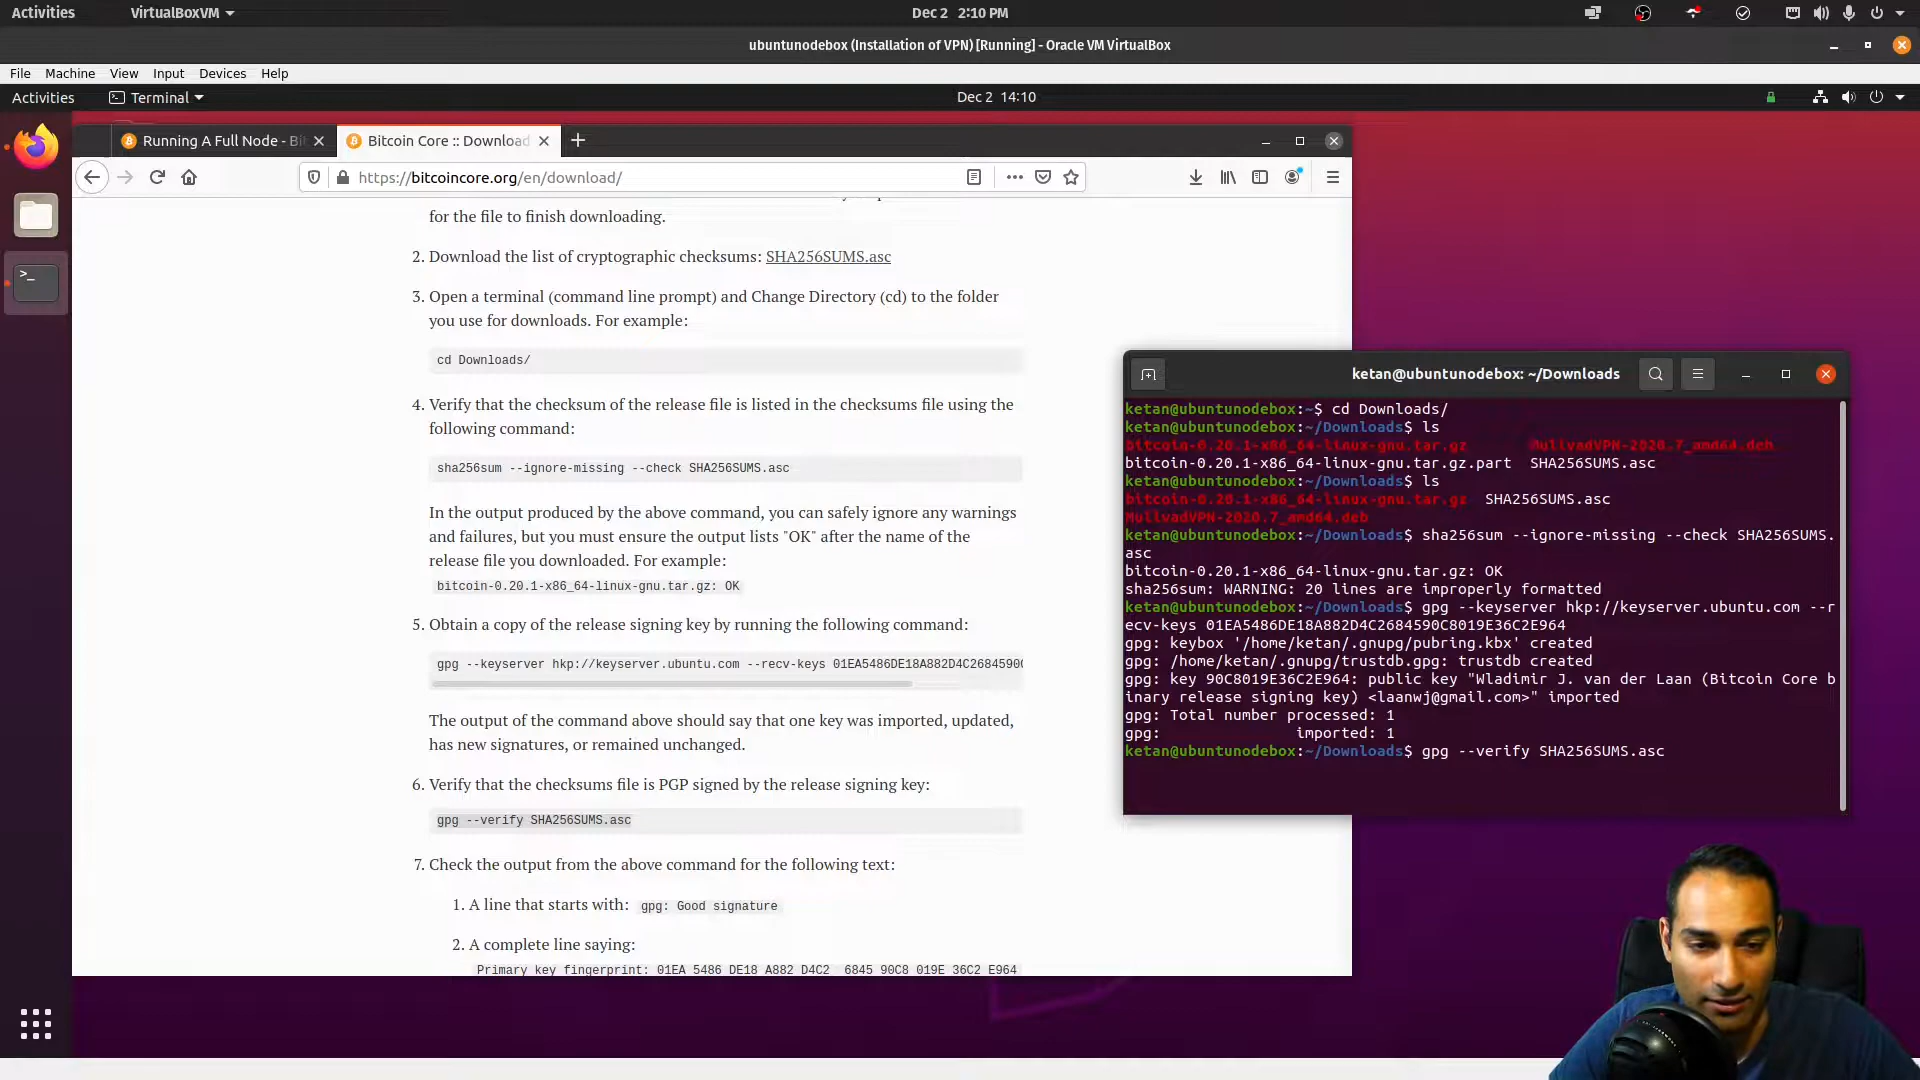 Activities
VirtualBoxVM
Dec 2 2:10 PM
ubuntunodebox (Installation of VPN) [Running] - Oracle VM VirtualBox
File Machine View Input Devices Help
Activities
Terminal
Dec 2 14:10
Running A Full Node - Bi
Bitcoin Core :: Download
https://bitcoincore.org/en/download/
for the file to finish downloading.
2. Download the list of cryptographic checksums: SHA256SUMS.asc
3. Open a terminal (command line prompt) and Change Directory (cd) to the folder
you use for downloads. For example:
cd Downloads/
4. Verify that the checksum of the release file is listed in the checksums file using the
following command:
sha256sum --ignore-missing --check SHA256SUMS.asc
In the output produced by the above command, you can safely ignore any warnings
and failures, but you must ensure the output lists "OK" after the name of the
release file you downloaded. For example:
bitcoin-0.20.1-x86_64-linux-gnu.tar.gz: OK
5. Obtain a copy of the release signing key by running the following command:
gpg --keyserver hkp://keyserver.ubuntu.com --recv-keys 01EA5486DE18A882D4C2684590
The output of the command above should say that one key was imported, updated,
has new signatures, or remained unchanged.
6. Verify that the checksums file is PGP signed by the release signing key:
gpg --verify SHA256SUMS.asc
7. Check the output from the above command for the following text:
1. A line that starts with: gpg: Good signature
2. A complete line saying:
Primary key fingerprint: 01EA 5486 DE18 A882 D4C2 6845 90C8 019E 36C2 E964
ketan@ubuntunodebox: ~/Downloads
ketan@ubuntunodebox:~$ cd Downloads/
ketan@ubuntunodebox:~/Downloads$ ls
bitcoin-0.20.1-x86_64-linux-gnu.tar.gz MullvadVPN-2020.7_amd64.deb
bitcoin-0.20.1-x86_64-linux-gnu.tar.gz.part SHA256SUMS.asc
ketan@ubuntunodebox:~/Downloads$ ls
bitcoin-0.20.1-x86_64-linux-gnu.tar.gz SHA256SUMS.asc
MullvadVPN-2020.7_amd64.deb
ketan@ubuntunodebox:~/Downloads$ sha256sum --ignore-missing --check SHA256SUMS.
asc
bitcoin-0.20.1-x86_64-linux-gnu.tar.gz: OK
sha256sum: WARNING: 20 lines are improperly formatted
ketan@ubuntunodebox:~/Downloads$ gpg --keyserver hkp://keyserver.ubuntu.com --r
ecv-keys 01EA5486DE18A882D4C2684590C8019E36C2E964
gpg: keybox '/home/ketan/.gnupg/pubring.kbx' created
gpg: /home/ketan/.gnupg/trustdb.gpg: trustdb created
gpg: key 90C8019E36C2E964: public key "Wladimir J. van der Laan (Bitcoin Core b
inary release signing key) <laanwj@gmail.com>" imported
gpg: Total number processed: 1
gpg: imported: 1
ketan@ubuntunodebox:~/Downloads$ gpg --verify SHA256SUMS.asc